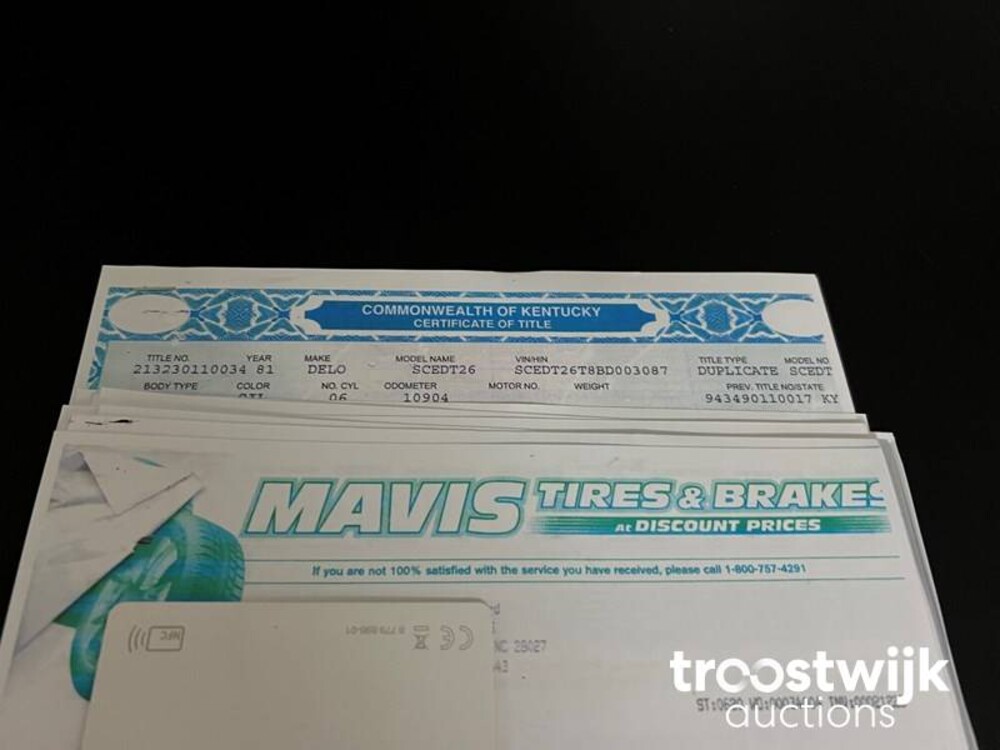 COMMONWEALTH OF KENTUCKY
CERTIFICATE OF TITLE
TITLE NO. YEAR MAKE MODEL NAME VIN/HIN TITLE TYPE MODEL NO
213230110034 81 DELO SCEDT26 SCEDT26T8BD003087 DUPLICATE SCEDT
BODY TYPE COLOR NO. CYL ODOMETER MOTOR NO. WEIGHT PREV. TITLE NO/STATE
06 10904 943490110017 KY
MAVIS TIRES & BRAKES
At DISCOUNT PRICES
If you are not 100% satisfied with the service you have received, please call 1-800-757-4291
NFC CE
NC 28027
troostwijk
auctions